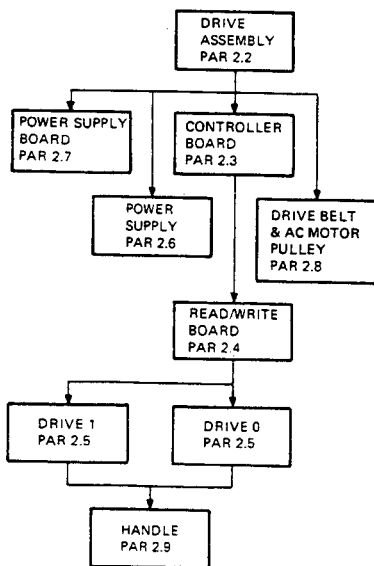 DRIVE
ASSEMBLY
PAR 2.2
POWER SUPPLY
BOARD
PAR 2.7
CONTROLLER
BOARD
PAR 2.3
POWER
SUPPLY
PAR 2.6
DRIVE BELT
& AC MOTOR
PULLEY
PAR 2.8
READ/WRITE
BOARD
PAR 2.4
DRIVE 1
PAR 2.5
DRIVE 0
PAR 2.5
HANDLE
PAR 2.9